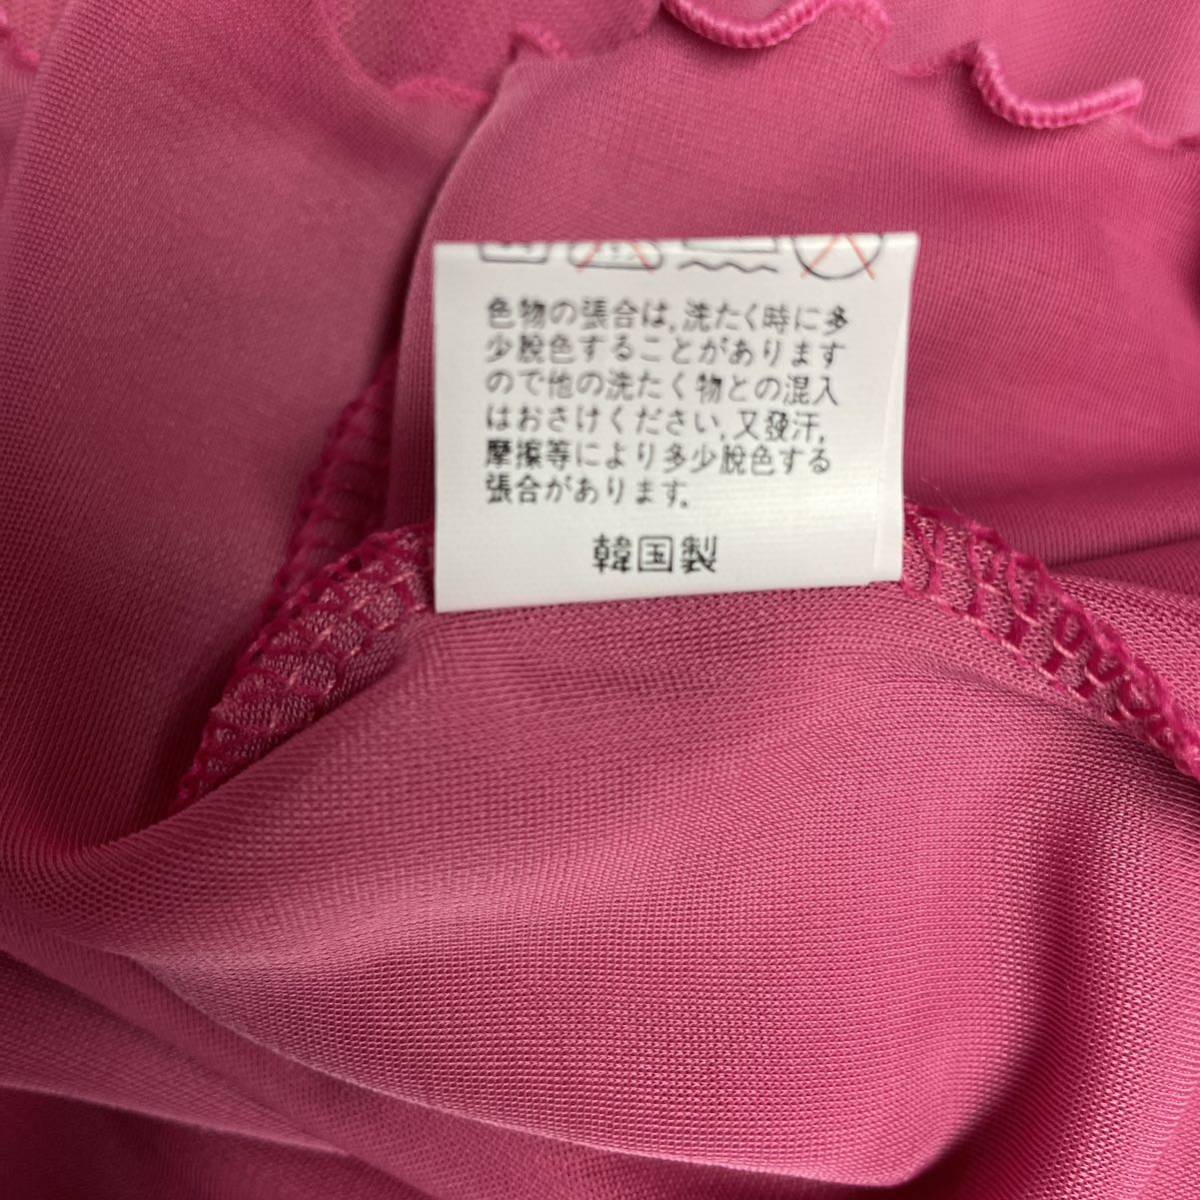 色物の張合は,洗たく時に多
少脱色することがあります
ので他の洗たく物との混入
はおさけください,又發汗,
摩擦等により多少脫色する
張合があります.
韓国製